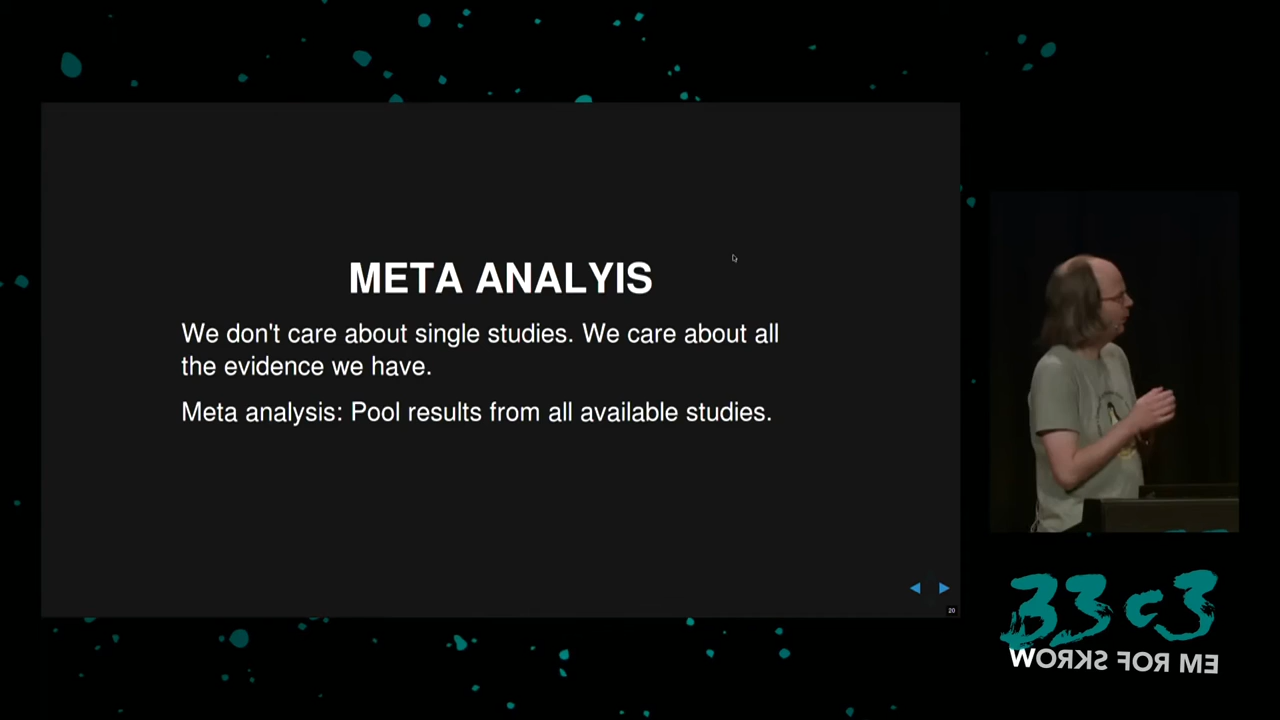 META ANALYIS
We don't care about single studies. We care about all
the evidence we have.
Meta analysis: Pool results from all available studies.
20
33c3
WORKS FOR ME